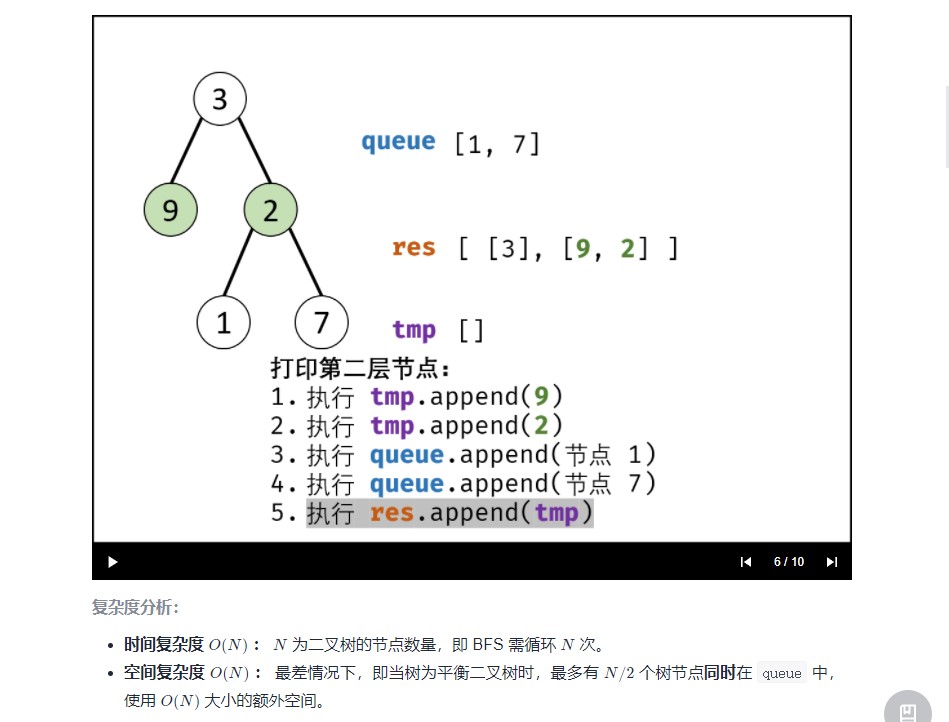 3
queue [1, 7]
9 2
res [ [3], [9, 2] ]
1 7
tmp []
打印第二层节点:
1. 执行 tmp.append(9)
2. 执行 tmp.append(2)
3. 执行 queue.append(节点 1)
4. 执行 queue.append(节点 7)
5. 执行 res.append(tmp)
6 / 10
复杂度分析：
• 时间复杂度 O(N)： N 为二叉树的节点数量，即 BFS 需循环 N 次。
• 空间复杂度 O(N)： 最差情况下，即当树为平衡二叉树时，最多有 N/2 个树节点同时在 queue 中，
使用 O(N) 大小的额外空间。